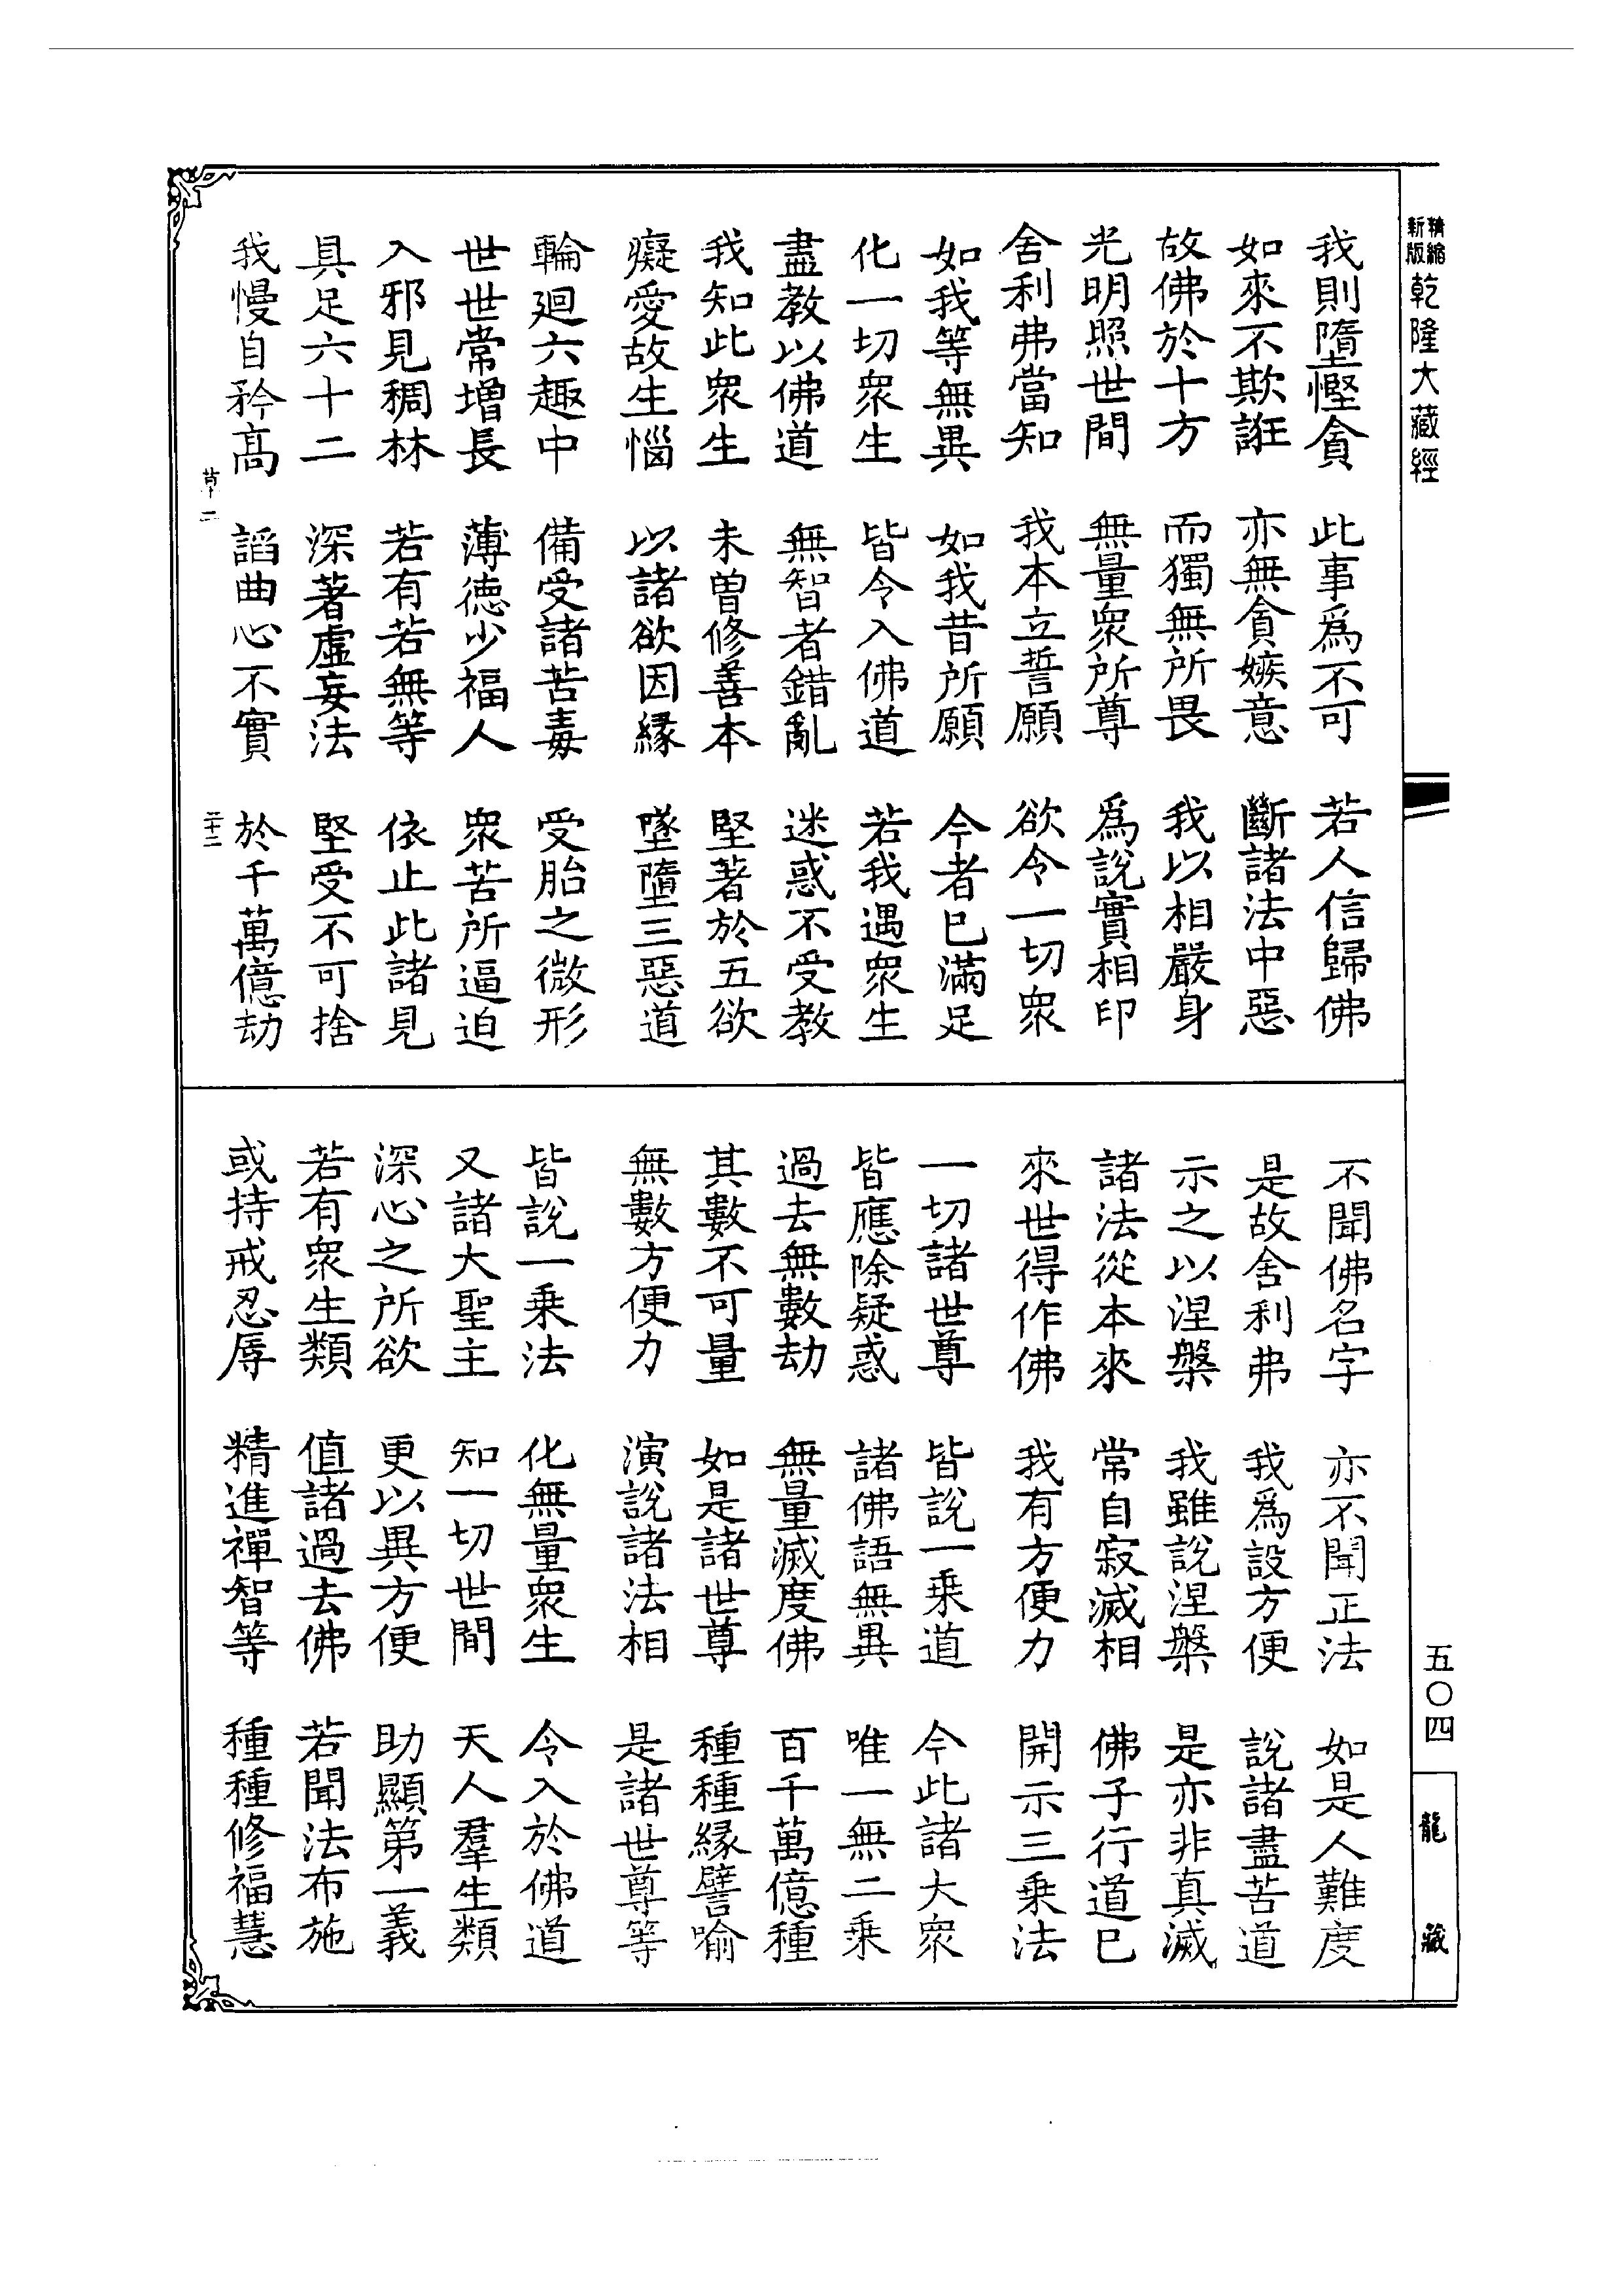 精縮新版乾隆大藏經
我則墮慳貪　此事爲不可　若人信歸佛
如來不欺誑　亦無貪嫉意　斷諸法中惡
故佛於十方　而獨無所畏　我以相嚴身
光明照世間　無量眾所尊　爲說實相印
舍利弗當知　我本立誓願　欲令一切眾
如我等無異　如我昔所願　今者已滿足
化一切眾生　皆令入佛道　若我遇眾生
盡教以佛道　無智者錯亂　迷惑不受教
我知此眾生　未曾修善本　堅著於五欲
癡愛故生惱　以諸欲因緣　墜墮三惡道
輪迴六趣中　備受諸苦毒　受胎之微形
世世常增長　薄德少福人　眾苦所逼迫
入邪見稠林　若有若無等　依止此諸見
具足六十二　深著虛妄法　堅受不可捨
我慢自矜高　諂曲心不實　於千萬億劫
草二　二十三
不聞佛名字　亦不聞正法　如是人難度
是故舍利弗　我爲設方便　說諸盡苦道
示之以涅槃　我雖說涅槃　是亦非真滅
諸法從本來　常自寂滅相　佛子行道已
來世得作佛　我有方便力　開示三乘法
一切諸世尊　皆說一乘道　今此諸大眾
皆應除疑惑　諸佛語無異　唯一無二乘
過去無數劫　無量滅度佛　百千萬億種
其數不可量　如是諸世尊　種種緣譬喻
無數方便力　演說諸法相　是諸世尊等
皆說一乘法　化無量眾生　令入於佛道
又諸大聖主　知一切世間　天人羣生類
深心之所欲　更以異方便　助顯第一義
若有眾生類　值諸過去佛　若聞法布施
或持戒忍辱　精進禪智等　種種修福慧
五〇四
龍藏